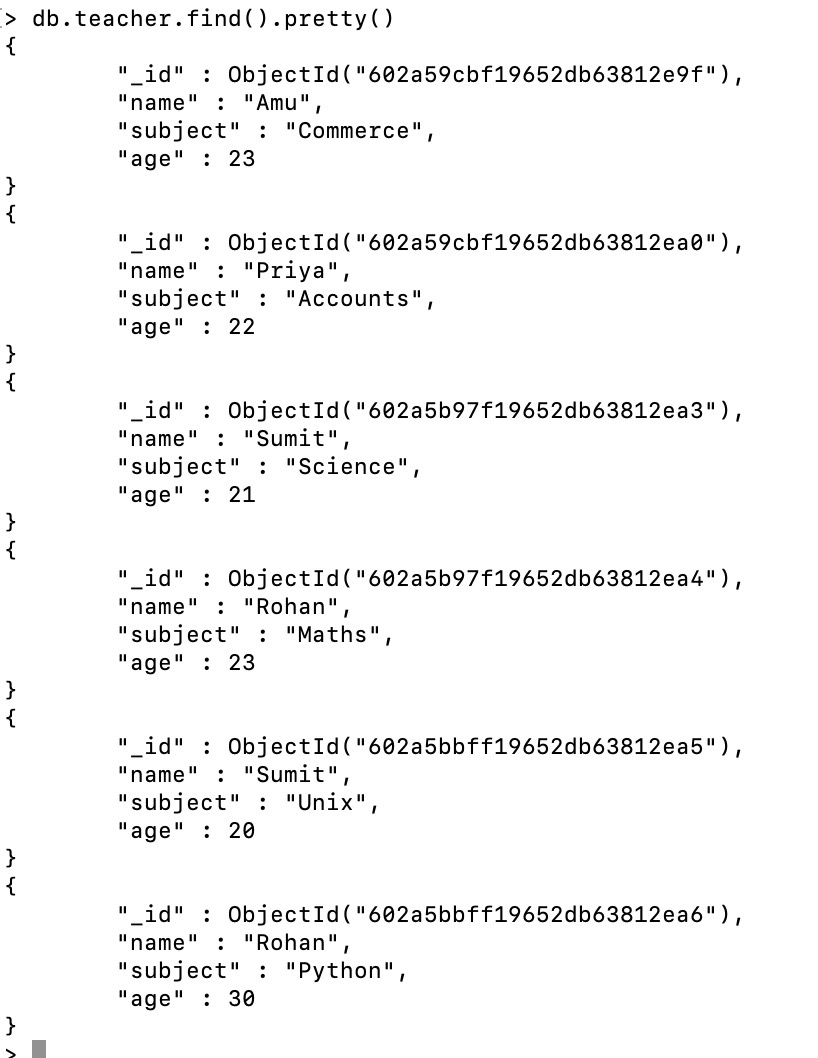 > db.teacher.find().pretty()
{
"_id" : ObjectId("602a59cbf19652db63812e9f"),
"name" : "Amu",
"subject" : "Commerce",
"age" : 23
}
{
"_id" : ObjectId("602a59cbf19652db63812ea0"),
"name" : "Priya",
"subject" : "Accounts",
"age" : 22
}
{
"_id" : ObjectId("602a5b97f19652db63812ea3"),
"name" : "Sumit",
"subject" : "Science",
"age" : 21
}
{
"_id" : ObjectId("602a5b97f19652db63812ea4"),
"name" : "Rohan",
"subject" : "Maths",
"age" : 23
}
{
"_id" : ObjectId("602a5bbff19652db63812ea5"),
"name" : "Sumit",
"subject" : "Unix",
"age" : 20
}
{
"_id" : ObjectId("602a5bbff19652db63812ea6"),
"name" : "Rohan",
"subject" : "Python",
"age" : 30
}
>